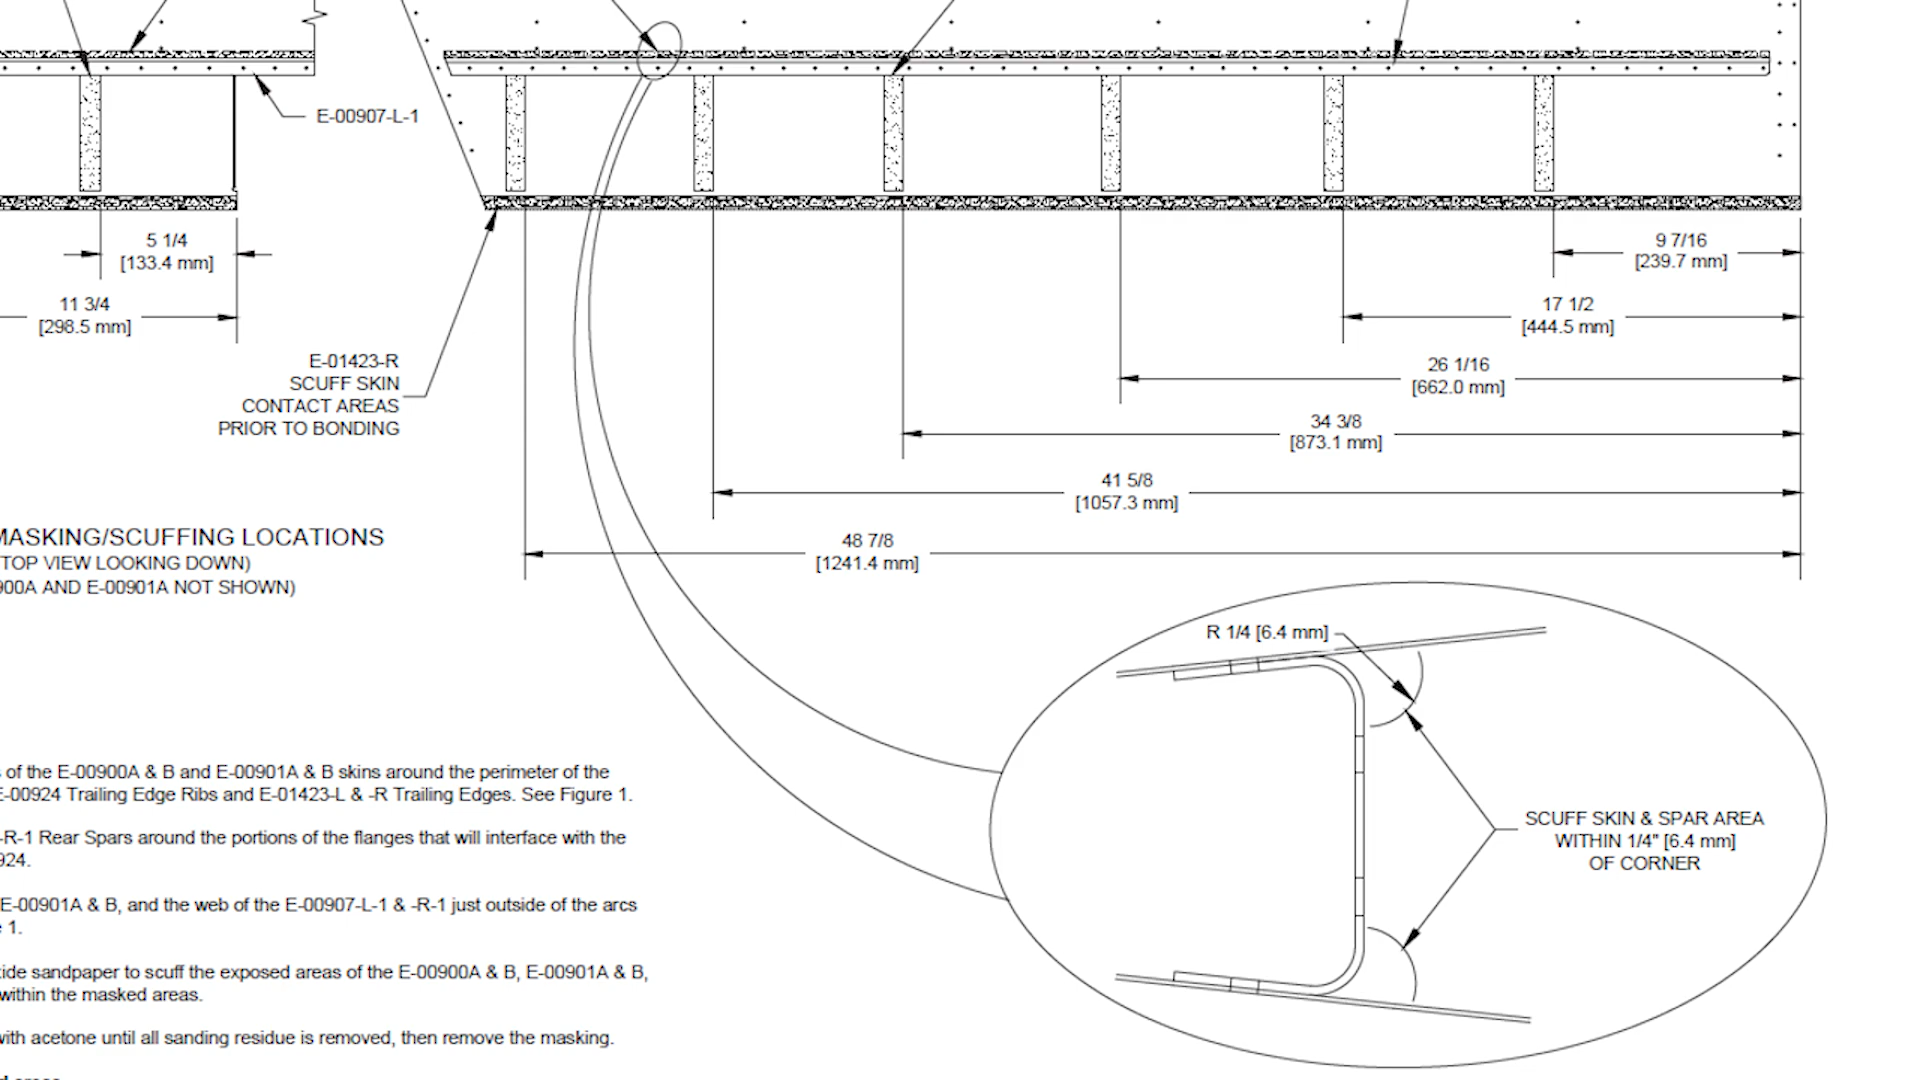 E-00907-L-1
5 1/4
[133.4 mm]
11 3/4
[298.5 mm]
9 7/16
[239.7 mm]
17 1/2
[444.5 mm]
26 1/16
[662.0 mm]
34 3/8
[873.1 mm]
41 5/8
[1057.3 mm]
48 7/8
[1241.4 mm]
E-01423-R
SCUFF SKIN
CONTACT AREAS
PRIOR TO BONDING
MASKING/SCUFFING LOCATIONS
TOP VIEW LOOKING DOWN)
900A AND E-00901A NOT SHOWN)
R 1/4 [6.4 mm]
SCUFF SKIN & SPAR AREA
WITHIN 1/4" [6.4 mm]
OF CORNER
of the E-00900A & B and E-00901A & B skins around the perimeter of the
E-00924 Trailing Edge Ribs and E-01423-L & -R Trailing Edges. See Figure 1.
-R-1 Rear Spars around the portions of the flanges that will interface with the
924.
E-00901A & B, and the web of the E-00907-L-1 & -R-1 just outside of the arcs
1.
ide sandpaper to scuff the exposed areas of the E-00900A & B, E-00901A & B,
within the masked areas.
with acetone until all sanding residue is removed, then remove the masking.